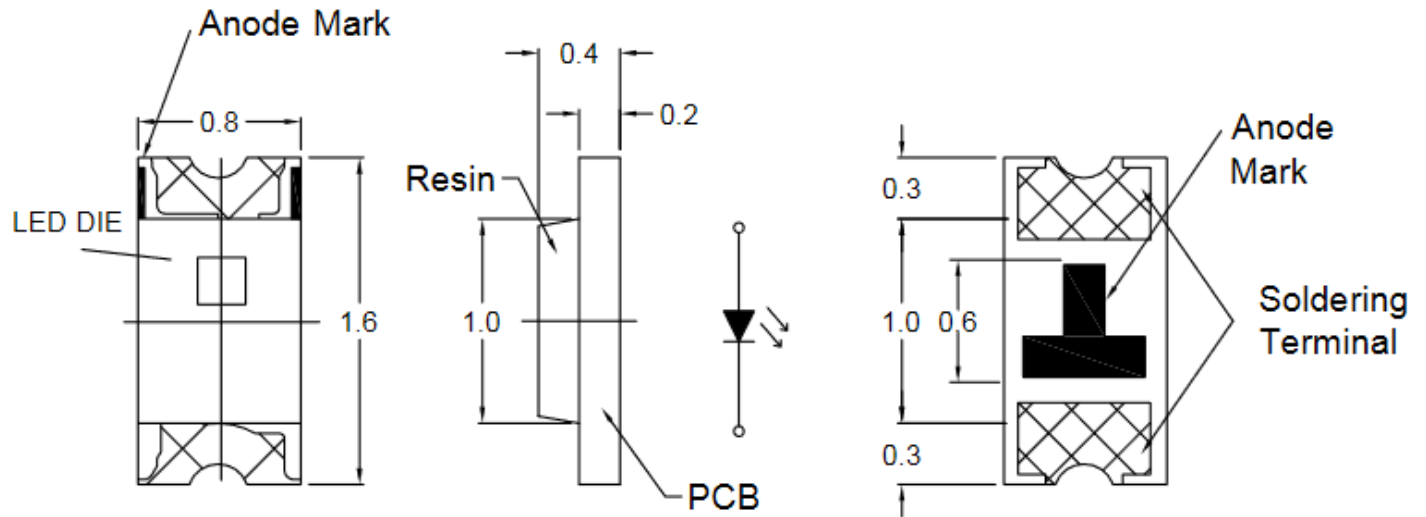 Anode Mark
0.8
LED DIE
1.6
0.4
0.2
Resin
1.0
PCB
0.3
1.0
0.6
0.3
Anode
Mark
Soldering
Terminal